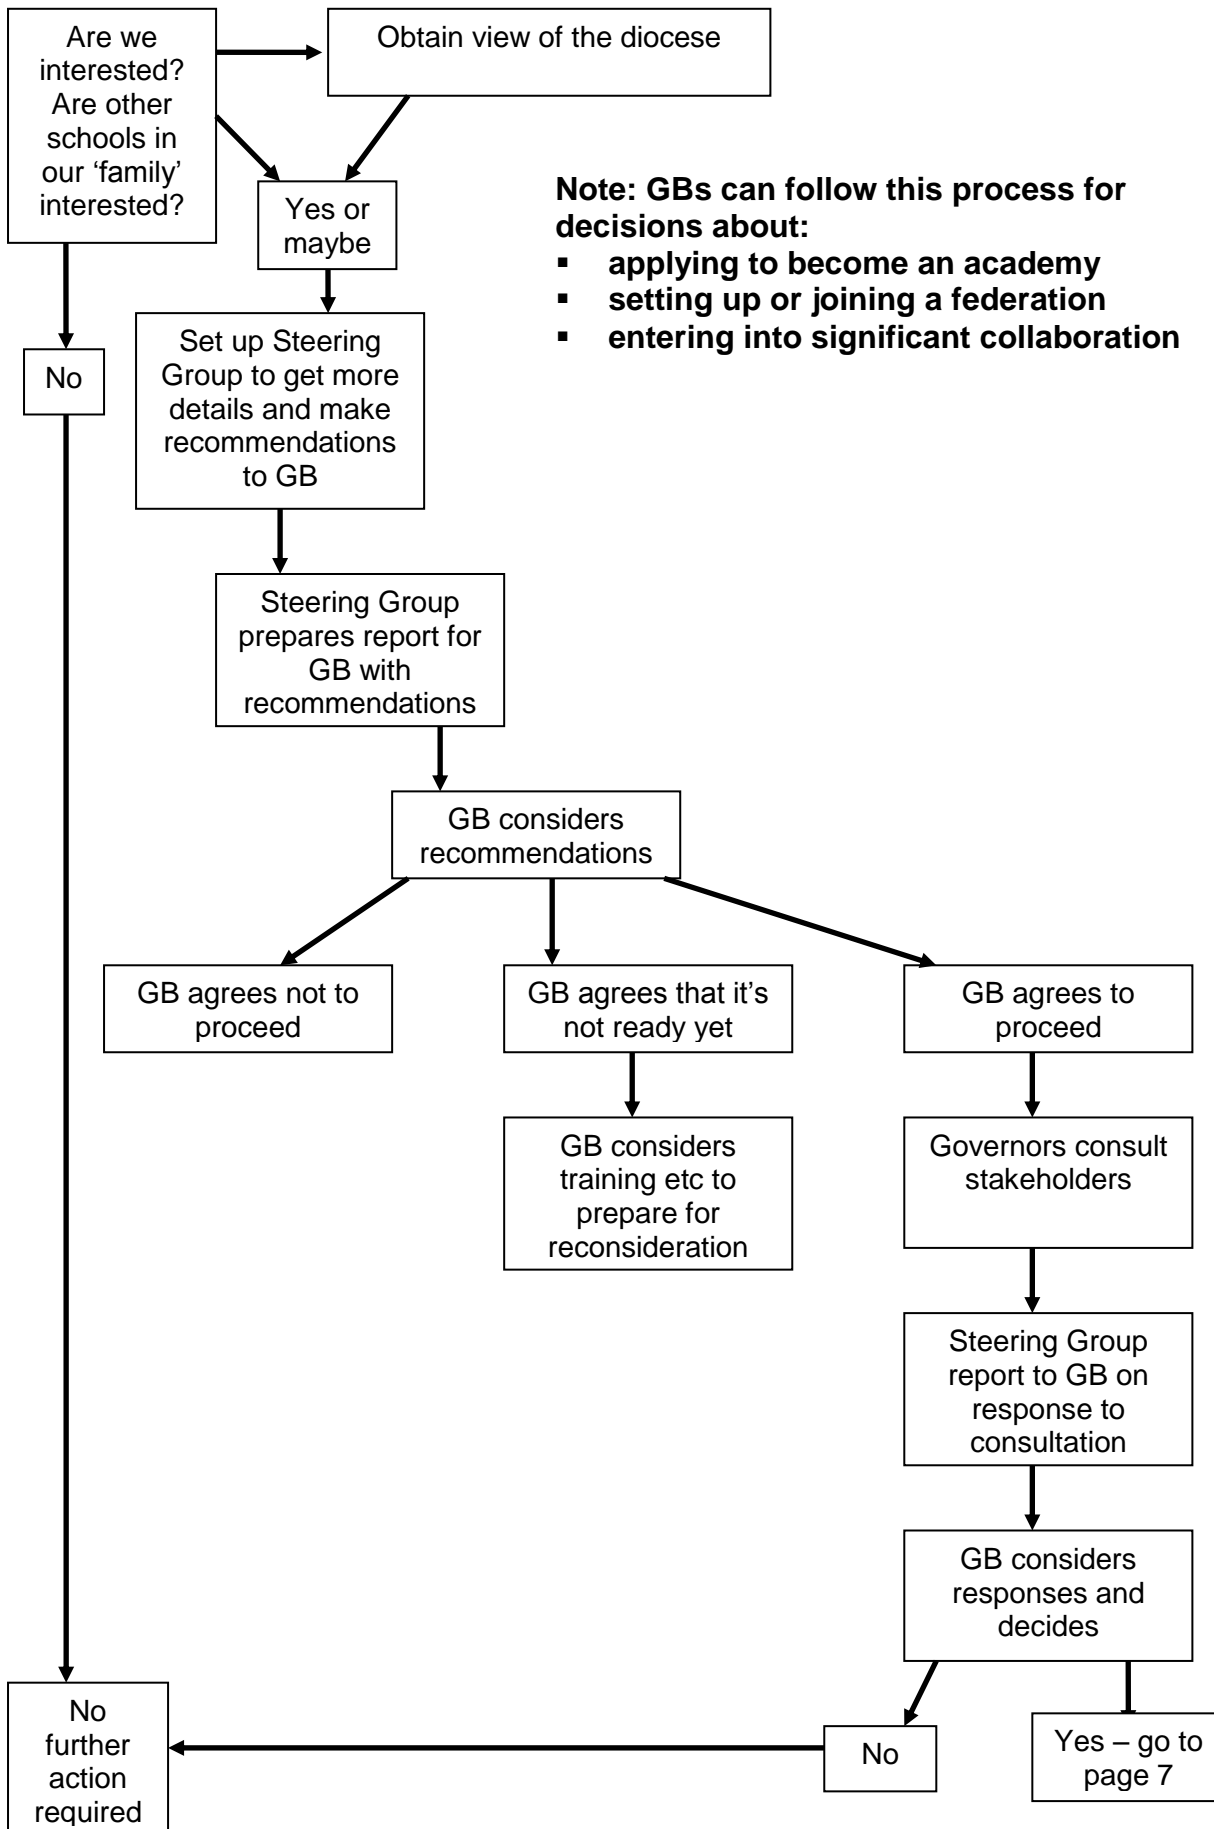 Are we
interested?
Are other
schools in
our ‘family’
interested?
Obtain view of the diocese
Yes or
maybe
Note: GBs can follow this process for
decisions about:
▪ applying to become an academy
▪ setting up or joining a federation
▪ entering into significant collaboration
No
Set up Steering
Group to get more
details and make
recommendations
to GB
Steering Group
prepares report for
GB with
recommendations
GB considers
recommendations
GB agrees not to
proceed
GB agrees that it’s
not ready yet
GB agrees to
proceed
GB considers
training etc to
prepare for
reconsideration
Governors consult
stakeholders
Steering Group
report to GB on
response to
consultation
GB considers
responses and
decides
No
further
action
required
No
Yes – go to
page 7